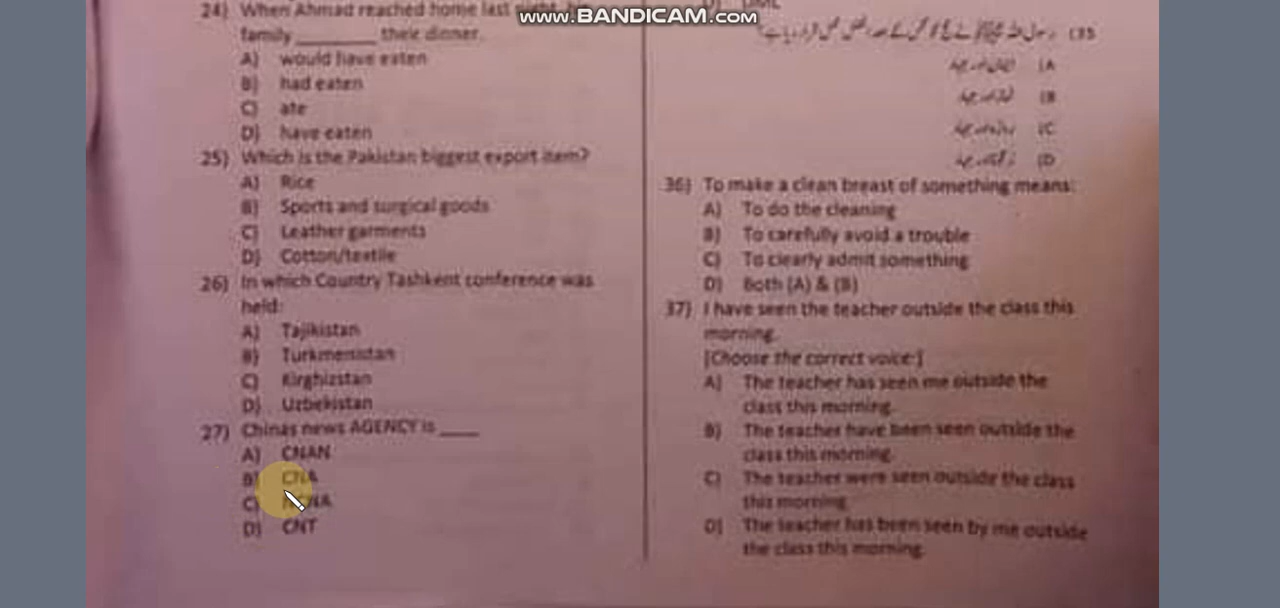 www.BANDICAM.com
24) When Ahmad reached home last
family ________ their dinner.
A) would have eaten
B) had eaten
C) ate
D) have eaten
25) Which is the Pakistan biggest export item?
A) Rice
B) Sports and surgical goods
C) Leather garments
D) Cotton/textile
26) In which Country Tashkent conference was
held:
A) Tajikistan
B) Turkmenistan
C) Kirghizstan
D) Uzbekistan
27) Chinas news AGENCY is ____
A) CNAN
B) CNA
C)
D) CNT
(35
(A
(B
(C
(D
36) To make a clean breast of something means:
A) To do the cleaning
B) To carefully avoid a trouble
C) To clearly admit something
D) Both (A) & (B)
37) I have seen the teacher outside the class this
morning.
[Choose the correct voice:]
A) The teacher has seen me outside the
class this morning.
B) The teacher have been seen outside the
class this morning.
C) The teacher were seen outside the class
this morning
D) The teacher has been seen by me outside
the class this morning.